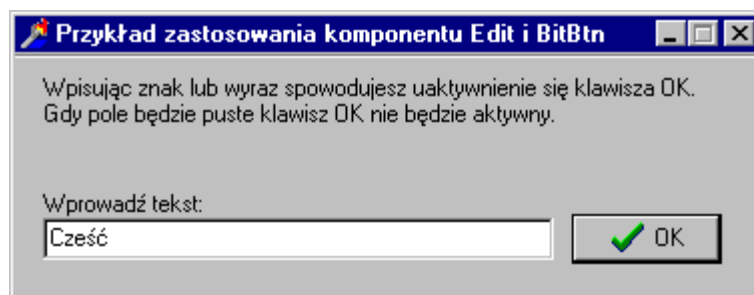 Przykład zastosowania komponentu Edit i BitBtn
Wpisując znak lub wyraz spowodujesz uaktywnienie się klawisza OK.
Gdy pole będzie puste klawisz OK nie będzie aktywny.
Wprowadź tekst:
Cześć
OK